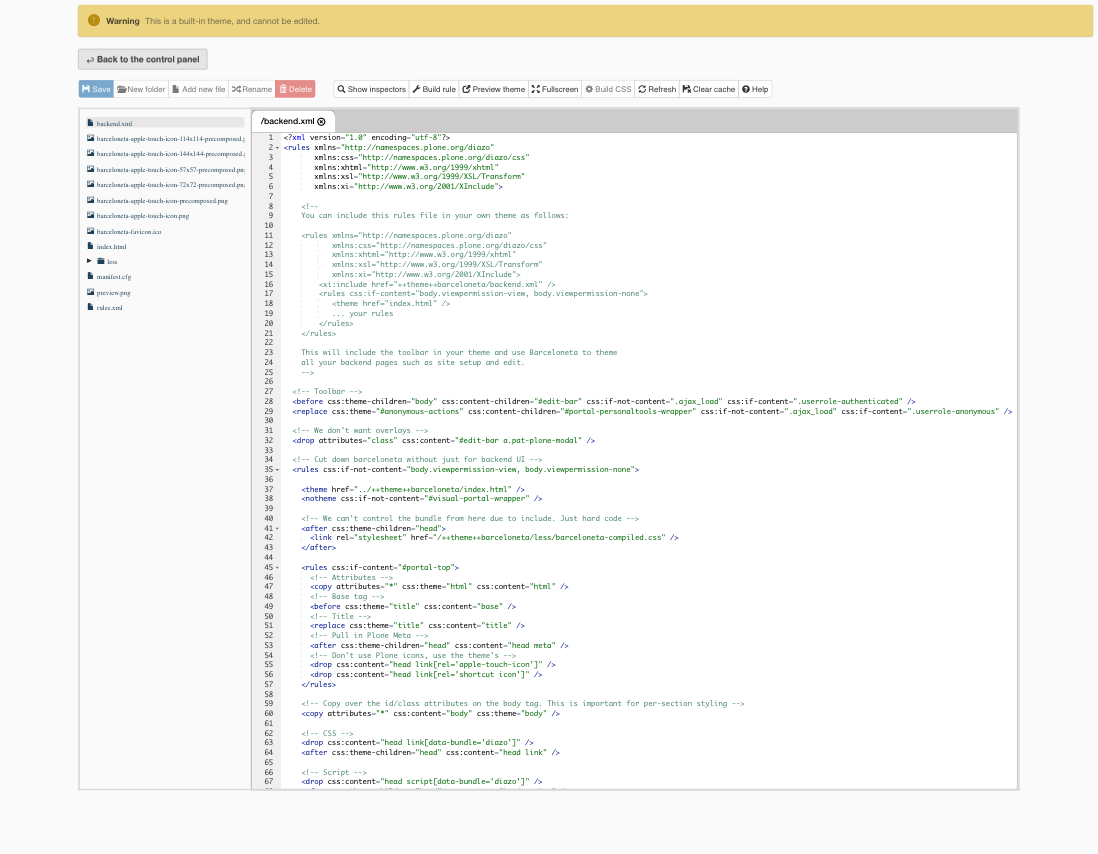 Warning This is a built-in theme, and cannot be edited.
Back to the control panel
Save New folder Add new file Rename Delete Show inspectors Build rule Preview theme Fullscreen Build CSS Refresh Clear cache Help
backend.xml
barceloneta-apple-touch-icon-114x114-precomposed.
barceloneta-apple-touch-icon-144x144-precomposed.
barceloneta-apple-touch-icon-57x57-precomposed.pn
barceloneta-apple-touch-icon-72x72-precomposed.pn
barceloneta-apple-touch-icon-precomposed.png
barceloneta-apple-touch-icon.png
barceloneta-favicon.ico
index.html
less
manifest.cfg
preview.png
rules.xml
/backend.xml
1 <?xml version="1.0" encoding="utf-8"?>
2 <rules xmlns="http://namespaces.plone.org/diazo"
3 xmlns:css="http://namespaces.plone.org/diazo/css"
4 xmlns:xhtml="http://www.w3.org/1999/xhtml"
5 xmlns:xsl="http://www.w3.org/1999/XSL/Transform"
6 xmlns:xi="http://www.w3.org/2001/XInclude">
7
8 <!--
9 You can include this rules file in your own theme as follows:
10
11 <rules xmlns="http://namespaces.plone.org/diazo
12 xmlns:css="http://namespaces.plone.org/diazo/css"
13 xmlns:xhtml="http://www.w3.org/1999/xhtml"
14 xmlns:xsl="http://www.w3.org/1999/XSL/Transform"
15 xmlns:xi="http://www.w3.org/2001/XInclude">
16 <xi:include href="++theme++barceloneta/backend.xml" />
17 <rules css:if-content="body.viewpermission-view, body.viewpermission-none">
18 <theme href="index.html" />
19 ... your rules
20 </rules>
21 </rules>
22
23 This will include the toolbar in your theme and use Barceloneta to theme
24 all your backend pages such as site setup and edit.
25 -->
26
27 <!-- Toolbar -->
28 <before css:theme-children="body" css:content-children="#edit-bar" css:if-not-content=".ajax_load" css:if-content=".userrole-authenticated" />
29 <replace css:theme="#anonymous-actions" css:content-children="#portal-personaltools-wrapper" css:if-not-content=".ajax_load" css:if-content=".userrole-anonymous" />
30
31 <!-- We don't want overlays -->
32 <drop attributes="class" css:content="#edit-bar a.pat-plone-modal" />
33
34 <!-- Cut down barceloneta without just for backend UI -->
35 <rules css:if-not-content="body.viewpermission-view, body.viewpermission-none">
36
37 <theme href="../++theme++barceloneta/index.html" />
38 <notheme css:if-not-content="#visual-portal-wrapper" />
39
40 <!-- We can't control the bundle from here due to include. Just hard code -->
41 <after css:theme-children="head">
42 <link rel="stylesheet" href="/++theme++barceloneta/less/barceloneta-compiled.css" />
43 </after>
44
45 <rules css:if-content="#portal-top">
46 <!-- Attributes -->
47 <copy attributes="*" css:theme="html" css:content="html" />
48 <!-- Base tag -->
49 <before css:theme="title" css:content="base" />
50 <!-- Title -->
51 <replace css:theme="title" css:content="title" />
52 <!-- Pull in Plone Meta -->
53 <after css:theme-children="head" css:content="head meta" />
54 <!-- Don't use Plone icons, use the theme's -->
55 <drop css:content="head link[rel='apple-touch-icon']" />
56 <drop css:content="head link[rel='shortcut icon']" />
57 </rules>
58
59 <!-- Copy over the id/class attributes on the body tag. This is important for per-section styling -->
60 <copy attributes="*" css:content="body" css:theme="body" />
61
62 <!-- CSS -->
63 <drop css:content="head link[data-bundle='diazo']" />
64 <after css:theme-children="head" css:content="head link" />
65
66 <!-- Script -->
67 <drop css:content="head script[data-bundle='diazo']" />